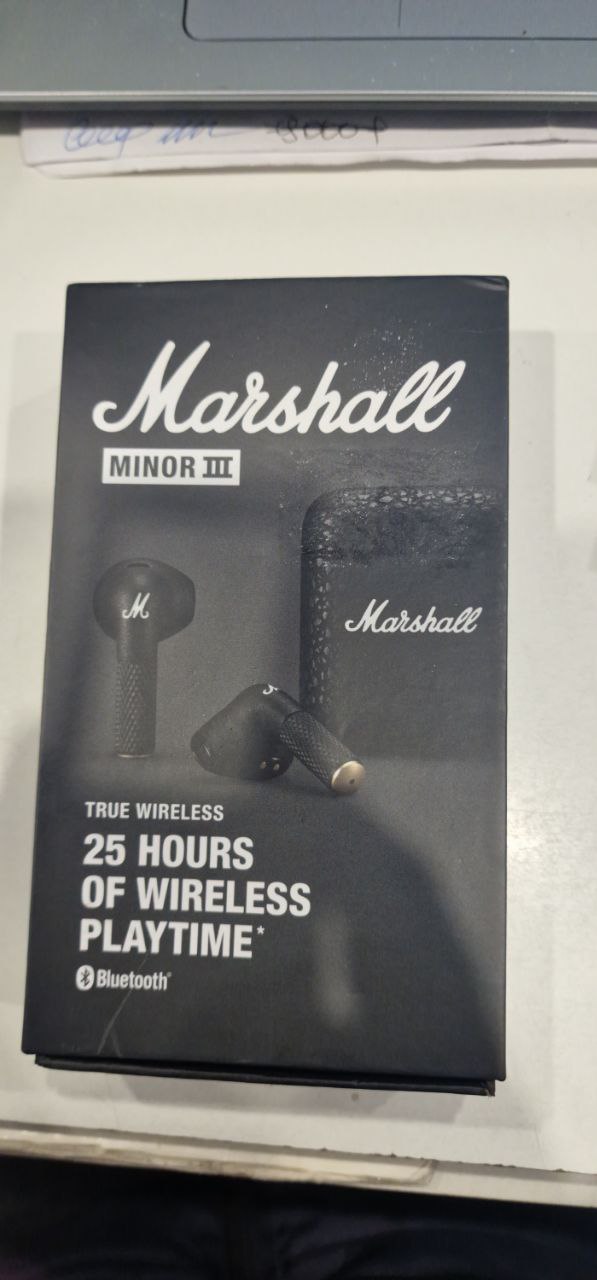 Marshall
MINOR III
M
Marshall
TRUE WIRELESS
25 HOURS
OF WIRELESS
PLAYTIME*
Bluetooth®